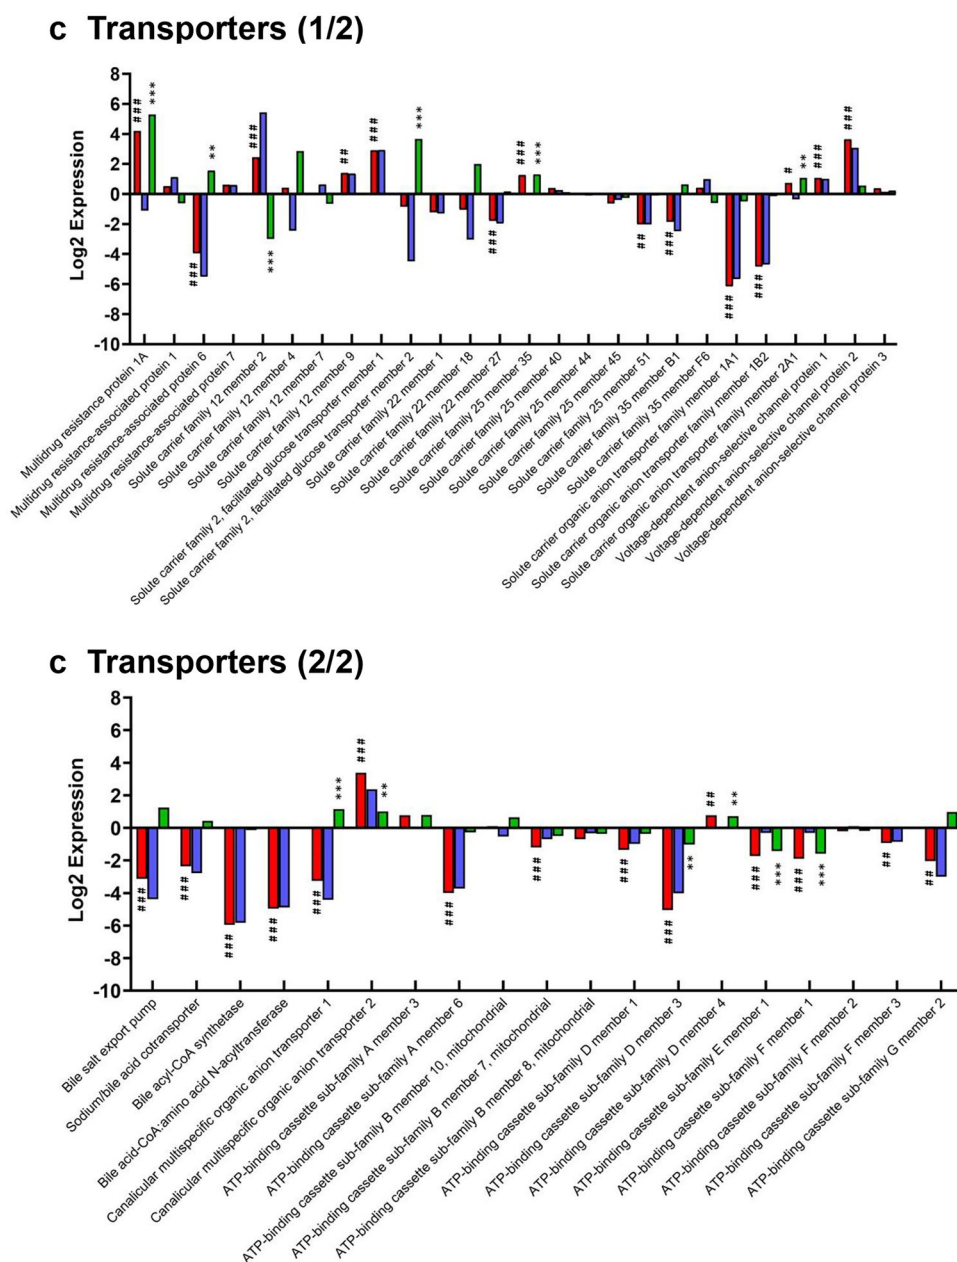 c Transporters (1/2)
Log2 Expression
8
6
4
2
0
-2
-4
-6
-8
-10
###
***
###
**
###
***
##
###
***
###
###
***
##
###
###
###
#
**
###
###
Multidrug resistance protein 1A
Multidrug resistance-associated protein 1
Multidrug resistance-associated protein 6
Multidrug resistance-associated protein 7
Solute carrier family 12 member 2
Solute carrier family 12 member 4
Solute carrier family 12 member 7
Solute carrier family 12 member 9
Solute carrier family 2, facilitated glucose transporter member 1
Solute carrier family 2, facilitated glucose transporter member 2
Solute carrier family 22 member 1
Solute carrier family 22 member 18
Solute carrier family 22 member 27
Solute carrier family 25 member 35
Solute carrier family 25 member 40
Solute carrier family 25 member 44
Solute carrier family 25 member 45
Solute carrier family 25 member 51
Solute carrier family 35 member B1
Solute carrier family 35 member F6
Solute carrier organic anion transporter family member 1A1
Solute carrier organic anion transporter family member 1B2
Solute carrier organic anion transporter family member 2A1
Voltage-dependent anion-selective channel protein 1
Voltage-dependent anion-selective channel protein 2
Voltage-dependent anion-selective channel protein 3
c Transporters (2/2)
Log2 Expression
8
6
4
2
0
-2
-4
-6
-8
-10
###
###
###
###
###
***
###
**
###
###
###
###
**
##
**
###
***
###
***
##
##
Bile salt export pump
Sodium/bile acid cotransporter
Bile acyl-CoA synthetase
Bile acid-CoA:amino acid N-acyltransferase
Canalicular multispecific organic anion transporter 1
Canalicular multispecific organic anion transporter 2
ATP-binding cassette sub-family A member 3
ATP-binding cassette sub-family A member 6
ATP-binding cassette sub-family B member 10, mitochondrial
ATP-binding cassette sub-family B member 7, mitochondrial
ATP-binding cassette sub-family B member 8, mitochondrial
ATP-binding cassette sub-family D member 1
ATP-binding cassette sub-family D member 3
ATP-binding cassette sub-family D member 4
ATP-binding cassette sub-family E member 1
ATP-binding cassette sub-family F member 1
ATP-binding cassette sub-family F member 2
ATP-binding cassette sub-family F member 3
ATP-binding cassette sub-family G member 2